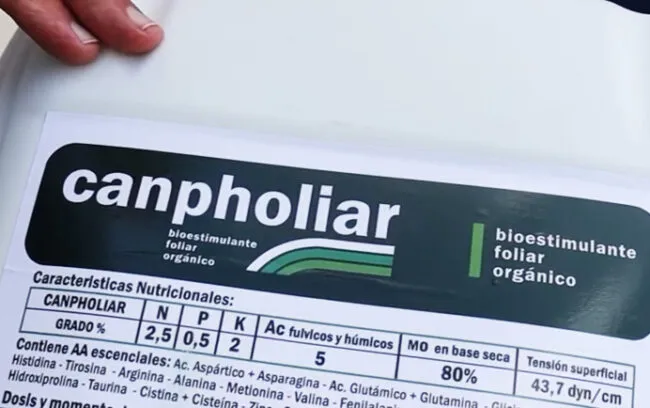 canpholiar
bioestimulante
foliar
orgánico
bioestimulante
foliar
orgánico
Caracteristicas Nutricionales:
CANPHOLIAR N P K Ac fulvicos y húmicos MO en base seca Tensión superficial
GRADO % 2,5 0,5 2 5 80% 43,7 dyn/cm
Contiene AA escenciales: Ac. Aspártico + Asparagina - Ac. Glutámico + Glutamina -
Histidina - Tirosina - Arginina - Alanina - Metionina - Valina -
Hidroxiprolina - Taurina - Cistina + Cisteína -
Dosis y